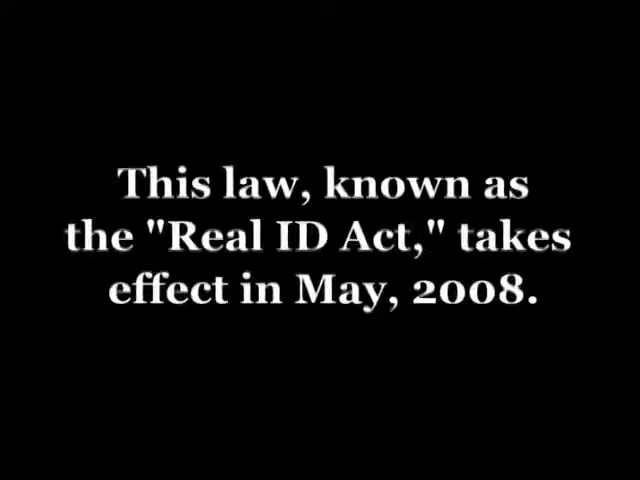 This law, known as
the "Real ID Act," takes
effect in May, 2008.